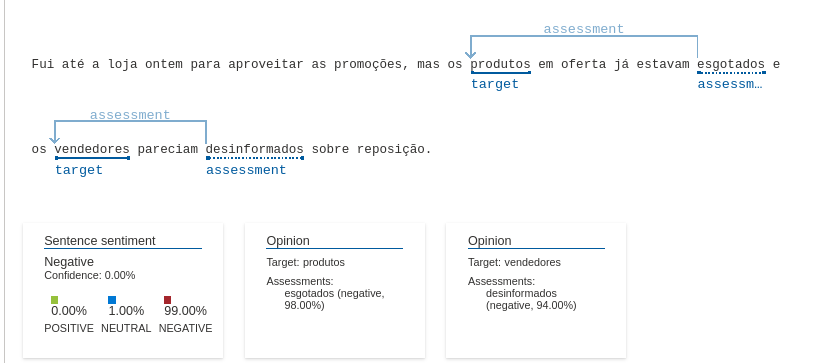 assessment
Fui até a loja ontem para aproveitar as promoções, mas os produtos em oferta já estavam esgotados e
target assessm…
assessment
os vendedores pareciam desinformados sobre reposição.
target assessment
Sentence sentiment
Negative
Confidence: 0.00%
0.00% 1.00% 99.00%
POSITIVE NEUTRAL NEGATIVE
Opinion
Target: produtos
Assessments:
esgotados (negative,
98.00%)
Opinion
Target: vendedores
Assessments:
desinformados
(negative, 94.00%)